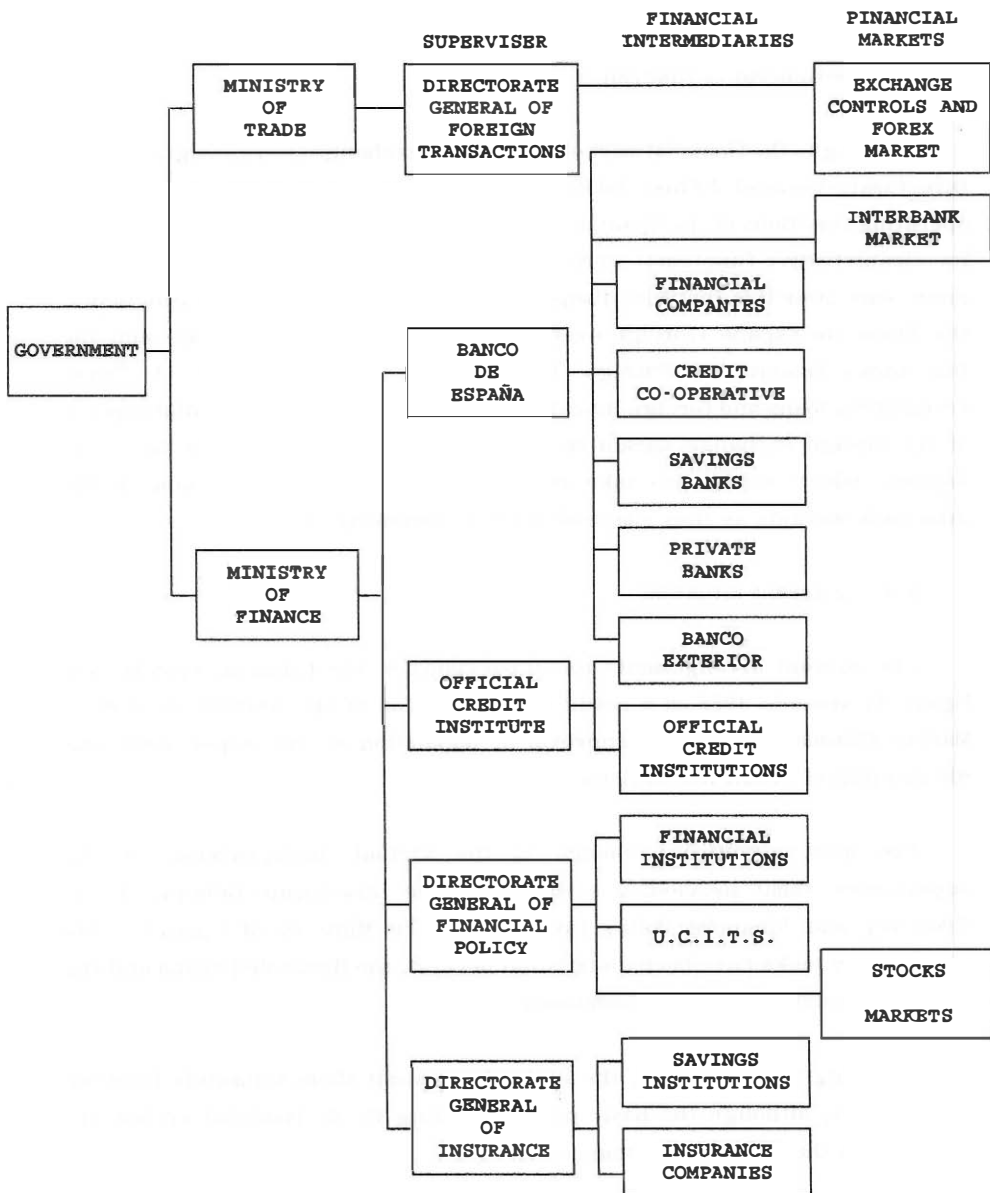 FINANCIAL PINANCIAL
SUPERVISER INTERMEDIARIES MARKETS
MINISTRY
OF
TRADE
DIRECTORATE
GENERAL OF
FOREIGN
TRANSACTIONS
EXCHANGE
CONTROLS AND
FOREX
MARKET
INTERBANK
MARKET
FINANCIAL
COMPANIES
GOVERNMENT
BANCO
DE
ESPAÑA
CREDIT
CO-OPERATIVE
SAVINGS
BANKS
PRIVATE
BANKS
MINISTRY
OF
FINANCE
BANCO
EXTERIOR
OFFICIAL
CREDIT
INSTITUTE
OFFICIAL
CREDIT
INSTITUTIONS
FINANCIAL
INSTITUTIONS
DIRECTORATE
GENERAL OF
FINANCIAL
POLICY
U.C.I.T.S.
STOCKS
MARKETS
SAVINGS
INSTITUTIONS
DIRECTORATE
GENERAL
OF
INSURANCE
INSURANCE
COMPANIES